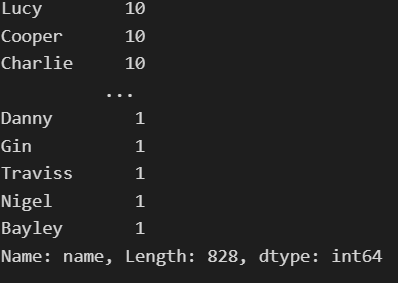 Lucy 10
Cooper 10
Charlie 10
...
Danny 1
Gin 1
Traviss 1
Nigel 1
Bayley 1
Name: name, Length: 828, dtype: int64